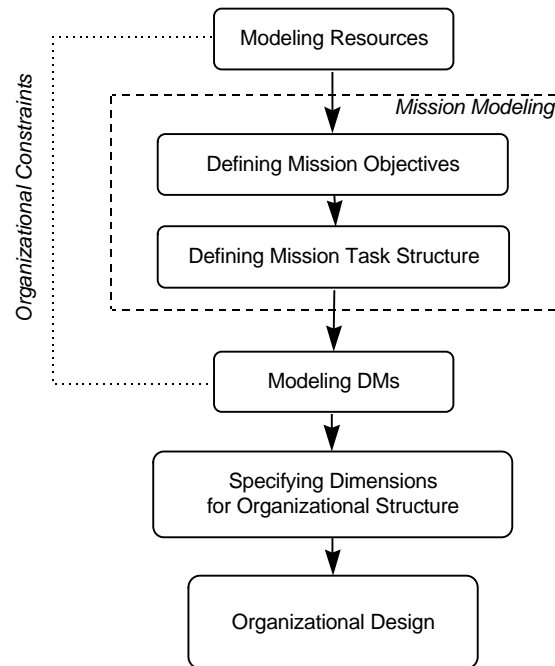 Modeling Resources
Mission Modeling
Organizational Constraints
Defining Mission Objectives
Defining Mission Task Structure
Modeling DMs
Specifying Dimensions
for Organizational Structure
Organizational Design